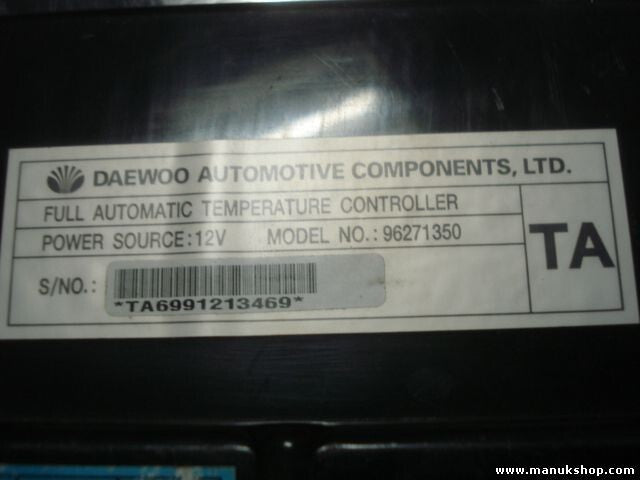 DAEWOO AUTOMOTIVE COMPONENTS, LTD.
FULL AUTOMATIC TEMPERATURE CONTROLLER
POWER SOURCE:12V MODEL NO.: 96271350
TA
S/NO.:
*TA6991213469*
www.manukshop.com